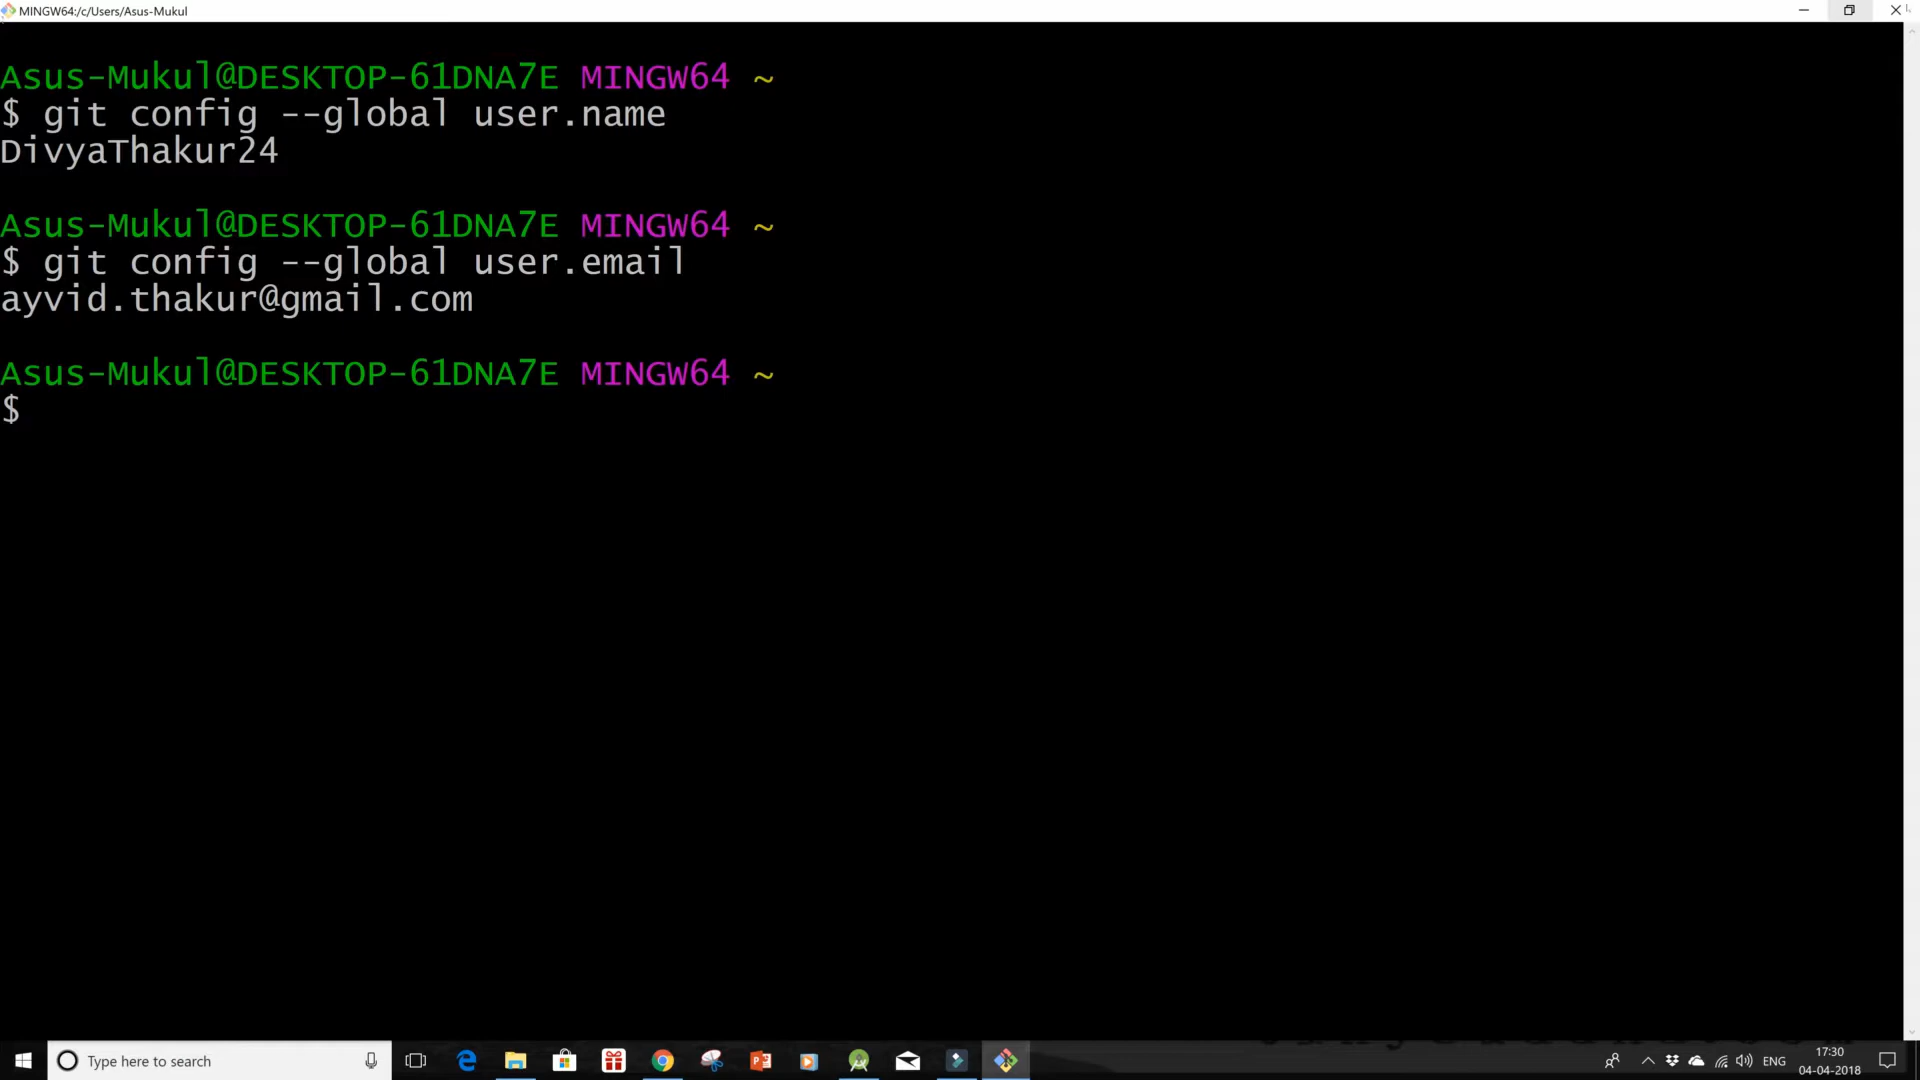 MINGW64:/c/Users/Asus-Mukul
Asus-Mukul@DESKTOP-61DNA7E MINGW64 ~
$ git config --global user.name
DivyaThakur24
Asus-Mukul@DESKTOP-61DNA7E MINGW64 ~
$ git config --global user.email
ayvid.thakur@gmail.com
Asus-Mukul@DESKTOP-61DNA7E MINGW64 ~
$
Type here to search
ENG
17:30
04-04-2018